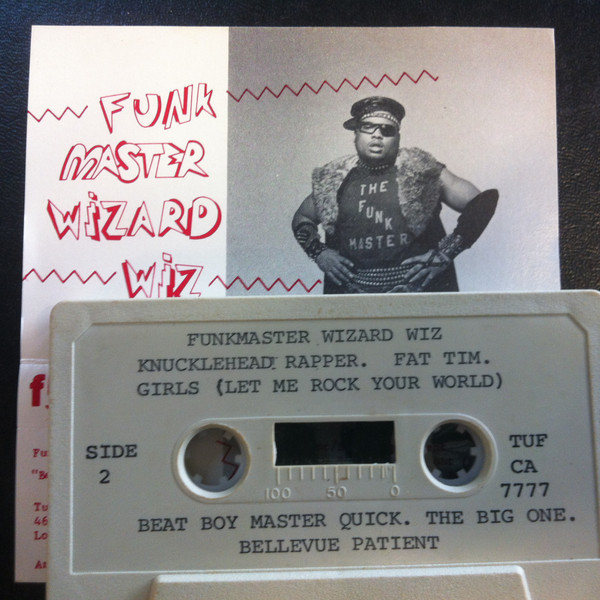 FUNK
MASTER
WIZARD
WIZ
THE
FUNK
MASTER
FUNKMASTER WIZARD WIZ
KNUCKLEHEAD RAPPER. FAT TIM.
GIRLS (LET ME ROCK YOUR WORLD)
SIDE
2
TUF
CA
7777
100 50 0
BEAT BOY MASTER QUICK. THE BIG ONE.
BELLEVUE PATIENT